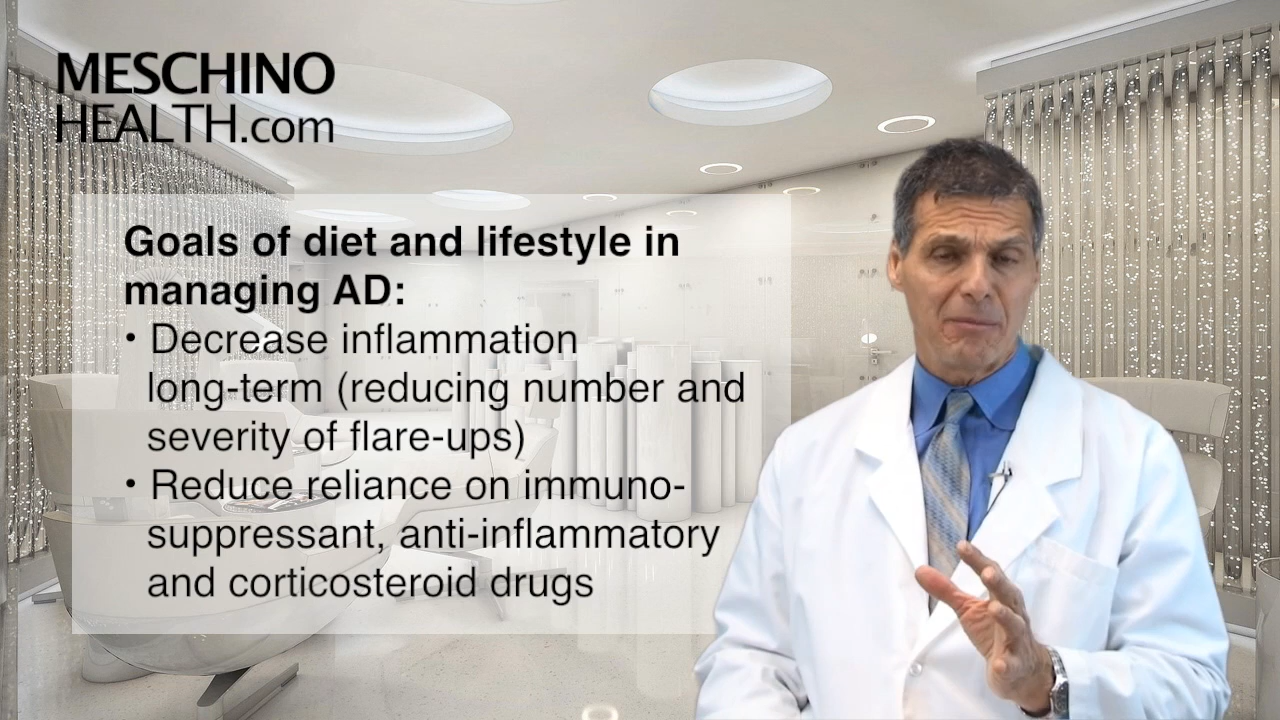 MESCHINO
HEALTH.com
Goals of diet and lifestyle in
managing AD:
• Decrease inflammation
long-term (reducing number and
severity of flare-ups)
• Reduce reliance on immuno-
suppressant, anti-inflammatory
and corticosteroid drugs